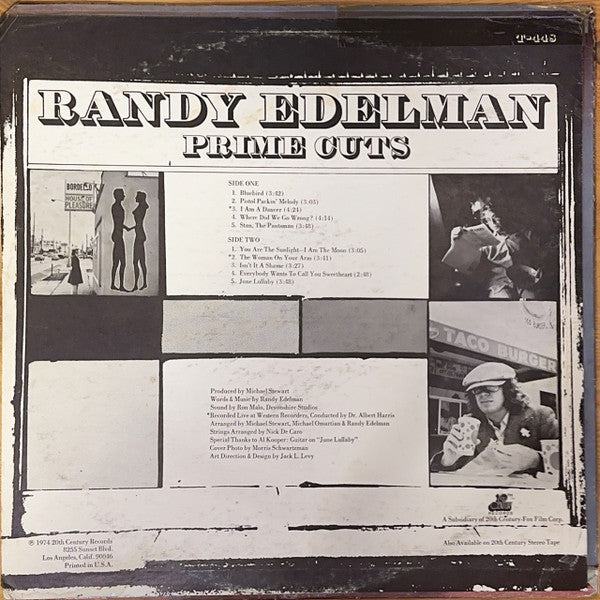 T-448
RANDY EDELMAN
PRIME CUTS
BORDELLO
HOUSE OF
PLEASURE
SIDE ONE
1. Bluebird (3:42)
2. Pistol Packin' Melody (3:03)
*3. I Am A Dancer (4:24)
4. Where Did We Go Wrong? (4:14)
5. Stan, The Pantsman (3:48)
SIDE TWO
1. You Are The Sunlight—I Am The Moon (3:05)
*2. The Woman On Your Arm (3:41)
3. Isn't It A Shame (3:27)
4. Everybody Wants To Call You Sweetheart (2:48)
5. June Lullaby (3:48)
TACO BURGER
Produced by Michael Stewart
Words & Music by Randy Edelman
Sound by Ron Malo, Devonshire Studios
*Recorded Live at Western Recorders, Conducted by Dr. Albert Harris
Arranged by Michael Stewart, Michael Omartian & Randy Edelman
Strings Arranged by Nick De Caro
Special Thanks to Al Kooper: Guitar on "June Lullaby"
Cover Photo by Morris Schwartzman
Art Direction & Design by Jack L. Levy
RECORDS
A Subsidiary of 20th Century-Fox Film Corp.
℗ 1974 20th Century Records
8255 Sunset Blvd.
Los Angeles, Calif. 90046
Printed in U.S.A.
Also Available on 20th Century Stereo Tape